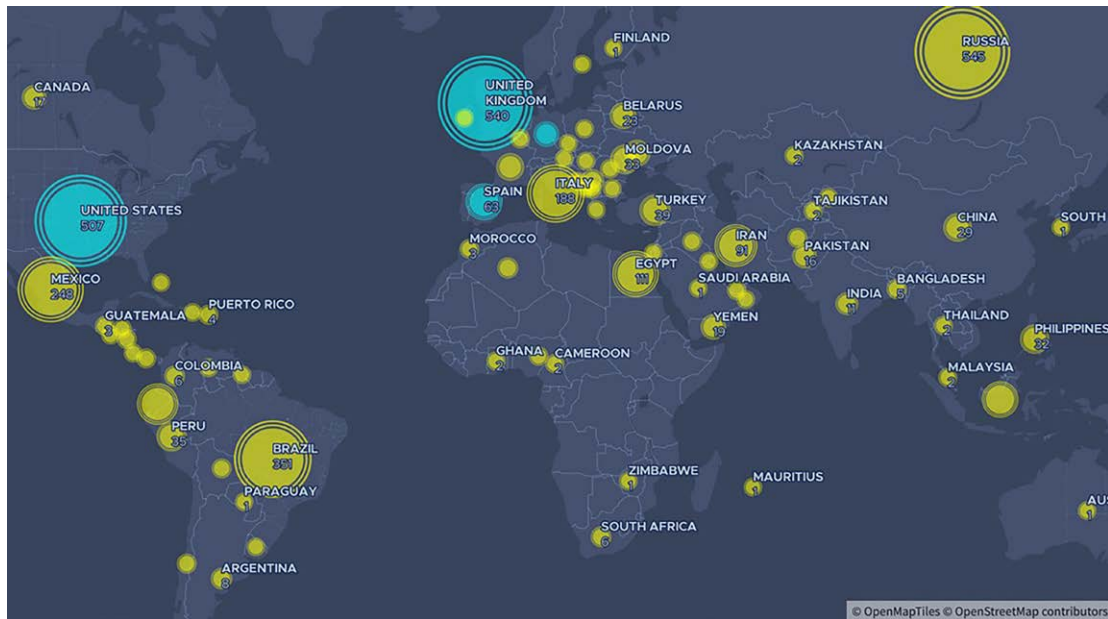 FINLAND
1
RUSSIA
545
UNITED
KINGDOM
540
CANADA
17
BELARUS
23
MOLDOVA
33
KAZAKHSTAN
2
ITALY
188
SPAIN
63
UNITED STATES
507
TURKEY
39
TAJIKISTAN
2
CHINA
29
SOUTH
1
MOROCCO
3
IRAN
91
PAKISTAN
16
EGYPT
111
MEXICO
248
SAUDI ARABIA
1
BANGLADESH
5
INDIA
11
PUERTO RICO
4
GUATEMALA
3
YEMEN
19
THAILAND
2
PHILIPPINES
32
GHANA
2
CAMEROON
2
COLOMBIA
6
MALAYSIA
2
PERU
35
BRAZIL
351
ZIMBABWE
1
MAURITIUS
1
PARAGUAY
1
AUS
1
SOUTH AFRICA
6
ARGENTINA
8
© OpenMapTiles © OpenStreetMap contributors